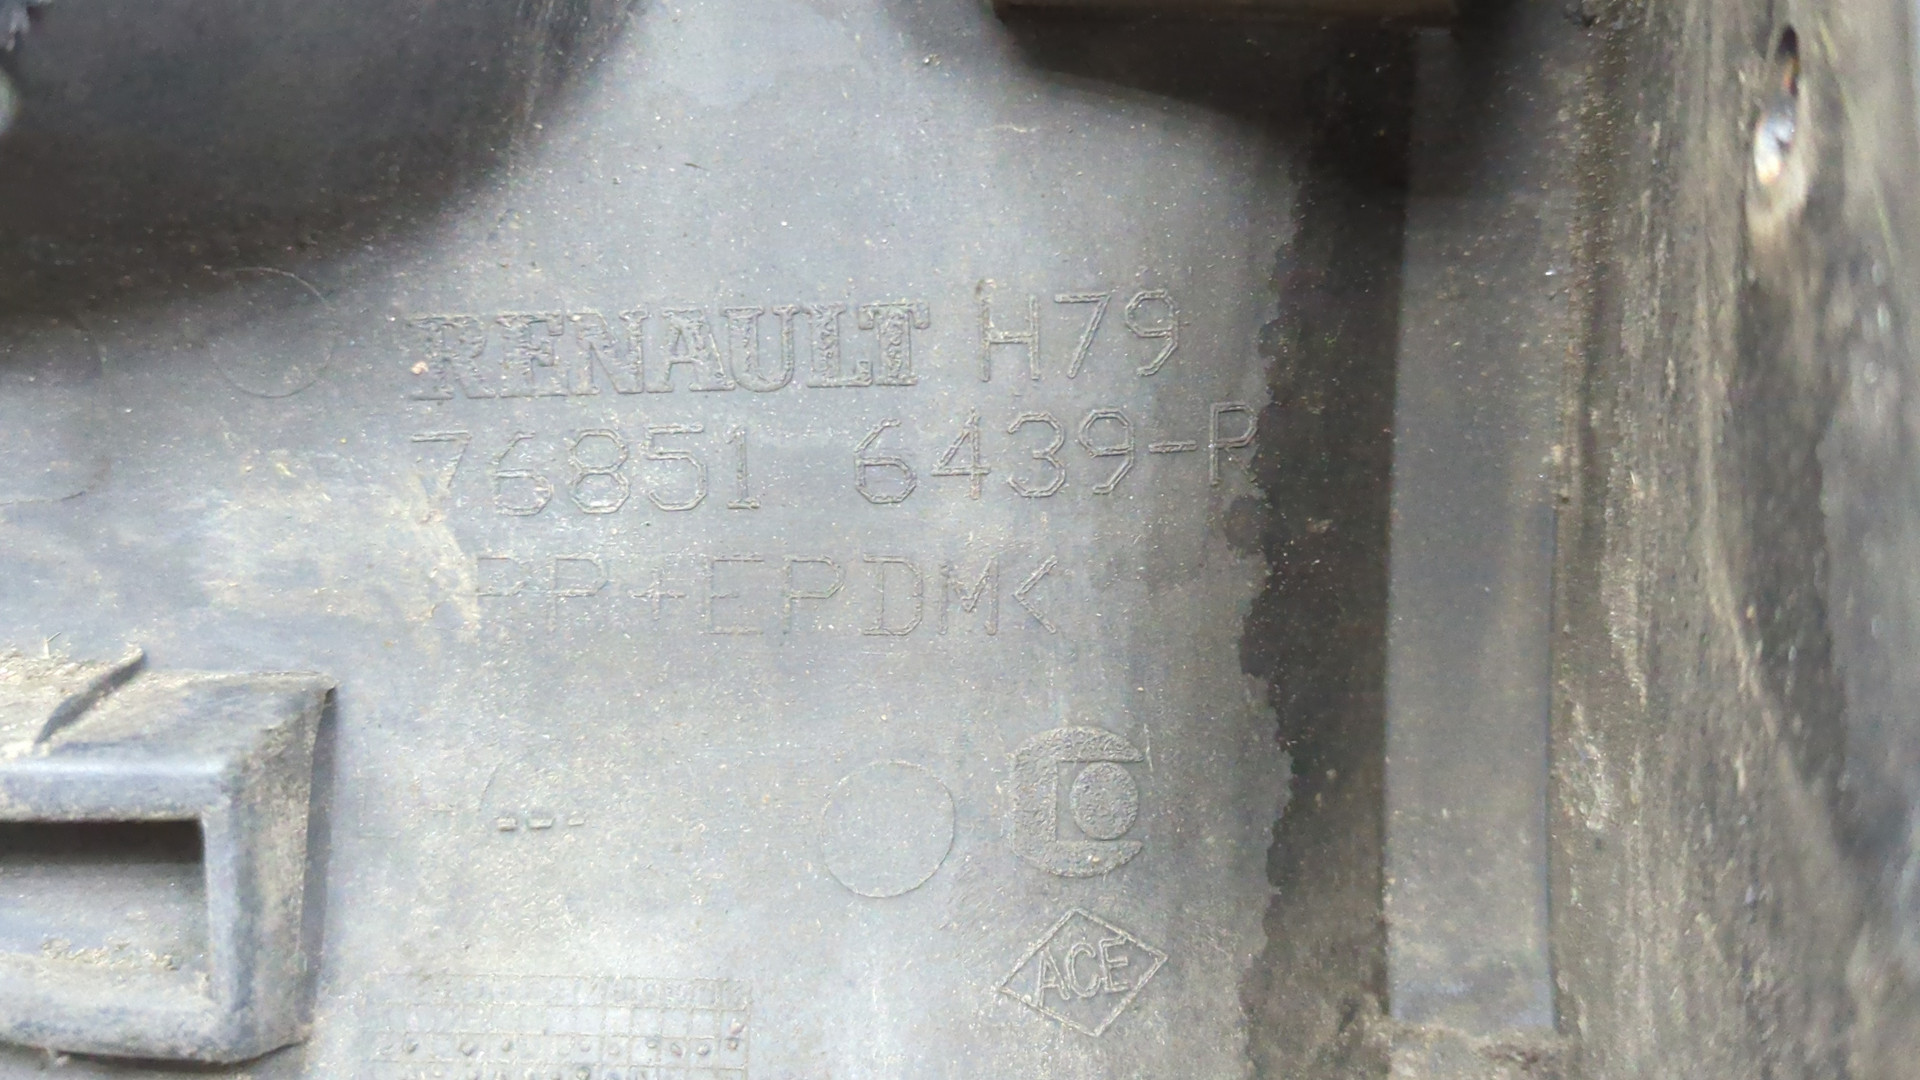 RENAULT H79
76851 6439-R
PP+EPDM<
ACE